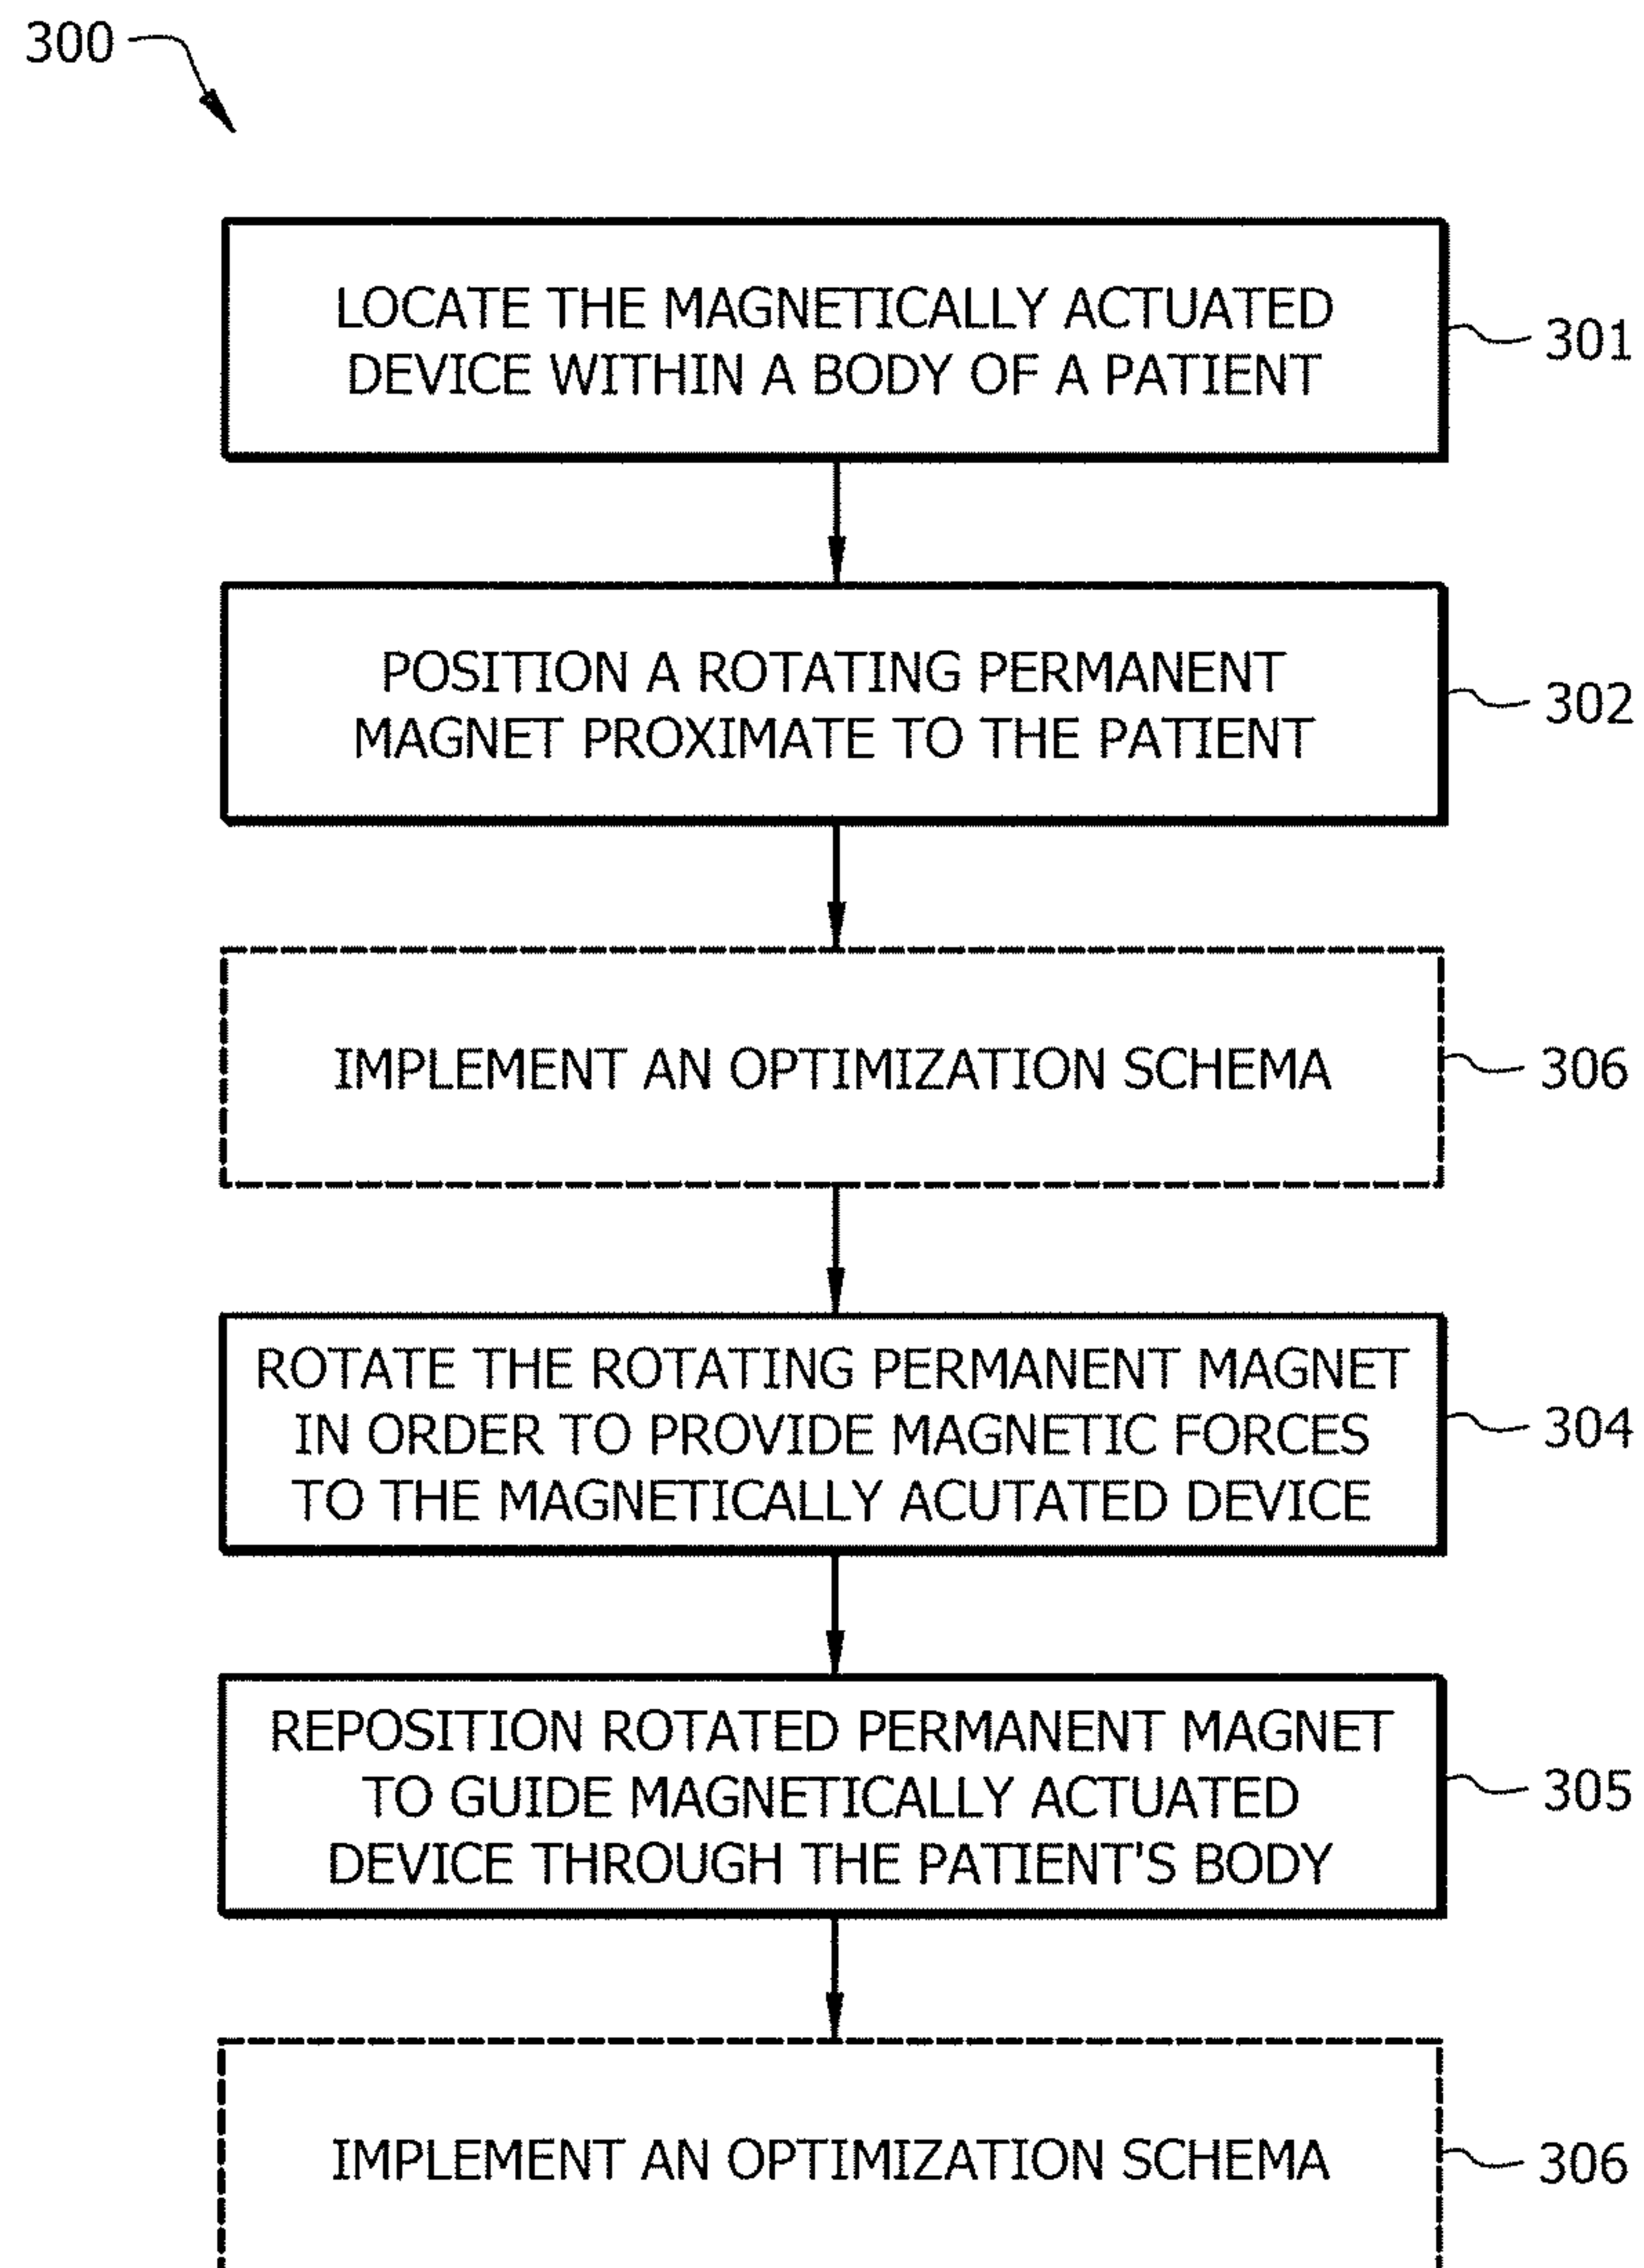 300
LOCATE THE MAGNETICALLY ACTUATED
DEVICE WITHIN A BODY OF A PATIENT
301
POSITION A ROTATING PERMANENT
MAGNET PROXIMATE TO THE PATIENT
302
IMPLEMENT AN OPTIMIZATION SCHEMA
306
ROTATE THE ROTATING PERMANENT MAGNET
IN ORDER TO PROVIDE MAGNETIC FORCES
TO THE MAGNETICALLY ACUTATED DEVICE
304
REPOSITION ROTATED PERMANENT MAGNET
TO GUIDE MAGNETICALLY ACTUATED
DEVICE THROUGH THE PATIENT'S BODY
305
IMPLEMENT AN OPTIMIZATION SCHEMA
306